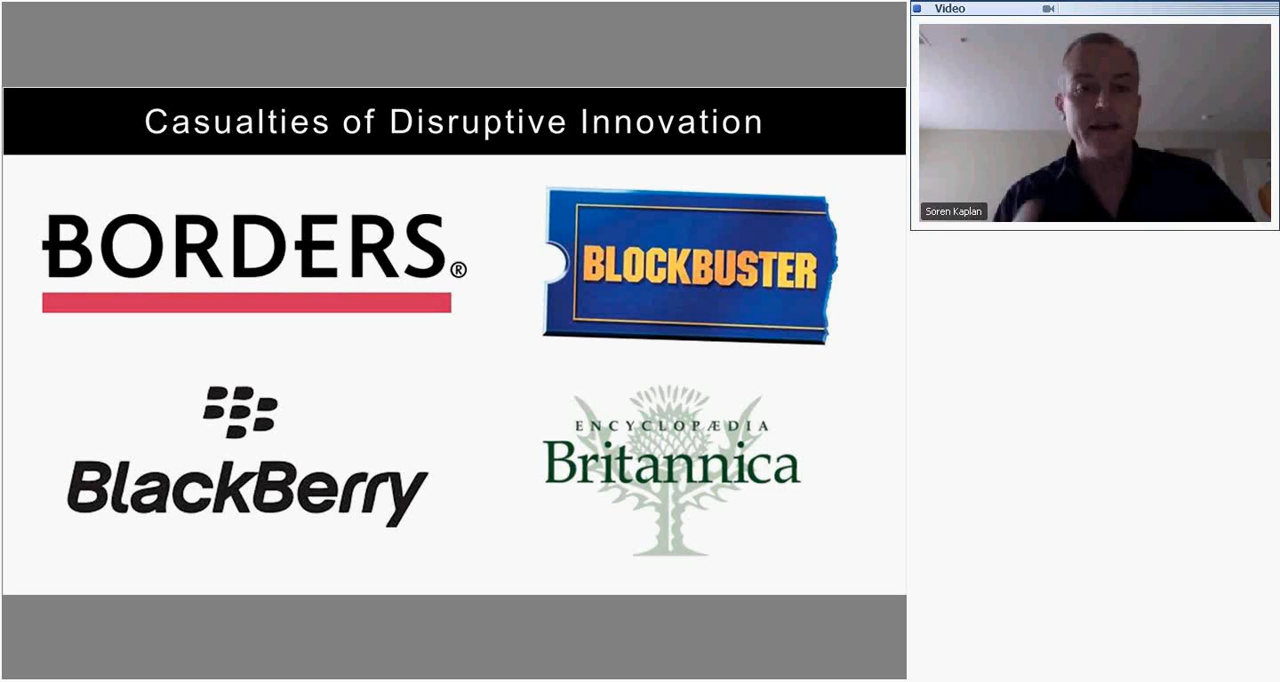 Casualties of Disruptive Innovation
BORDERS®
BLOCKBUSTER
BlackBerry
ENCYCLOPÆDIA
Britannica
Video
Soren Kaplan